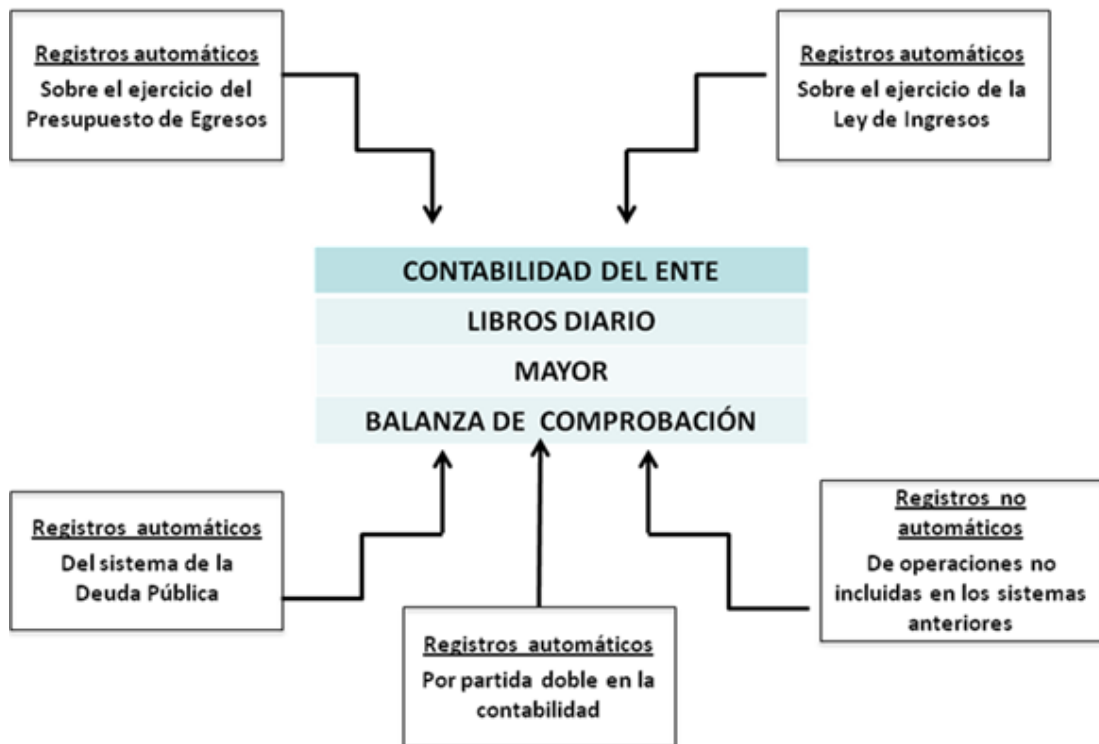 Registros automáticos
Sobre el ejercicio del
Presupuesto de Egresos
Registros automáticos
Sobre el ejercicio de la
Ley de Ingresos
CONTABILIDAD DEL ENTE
LIBROS DIARIO
MAYOR
BALANZA DE COMPROBACIÓN
Registros automáticos
Del sistema de la
Deuda Pública
Registros automáticos
Por partida doble en la
contabilidad
Registros no
automáticos
De operaciones no
incluidas en los sistemas
anteriores